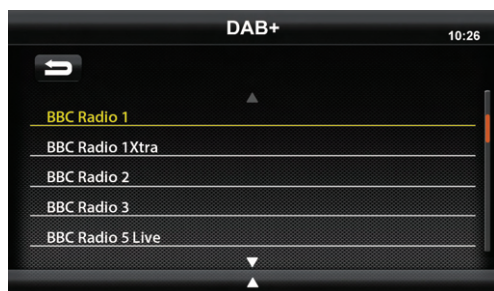 DAB+
10:26
BBC Radio 1
BBC Radio 1Xtra
BBC Radio 2
BBC Radio 3
BBC Radio 5 Live